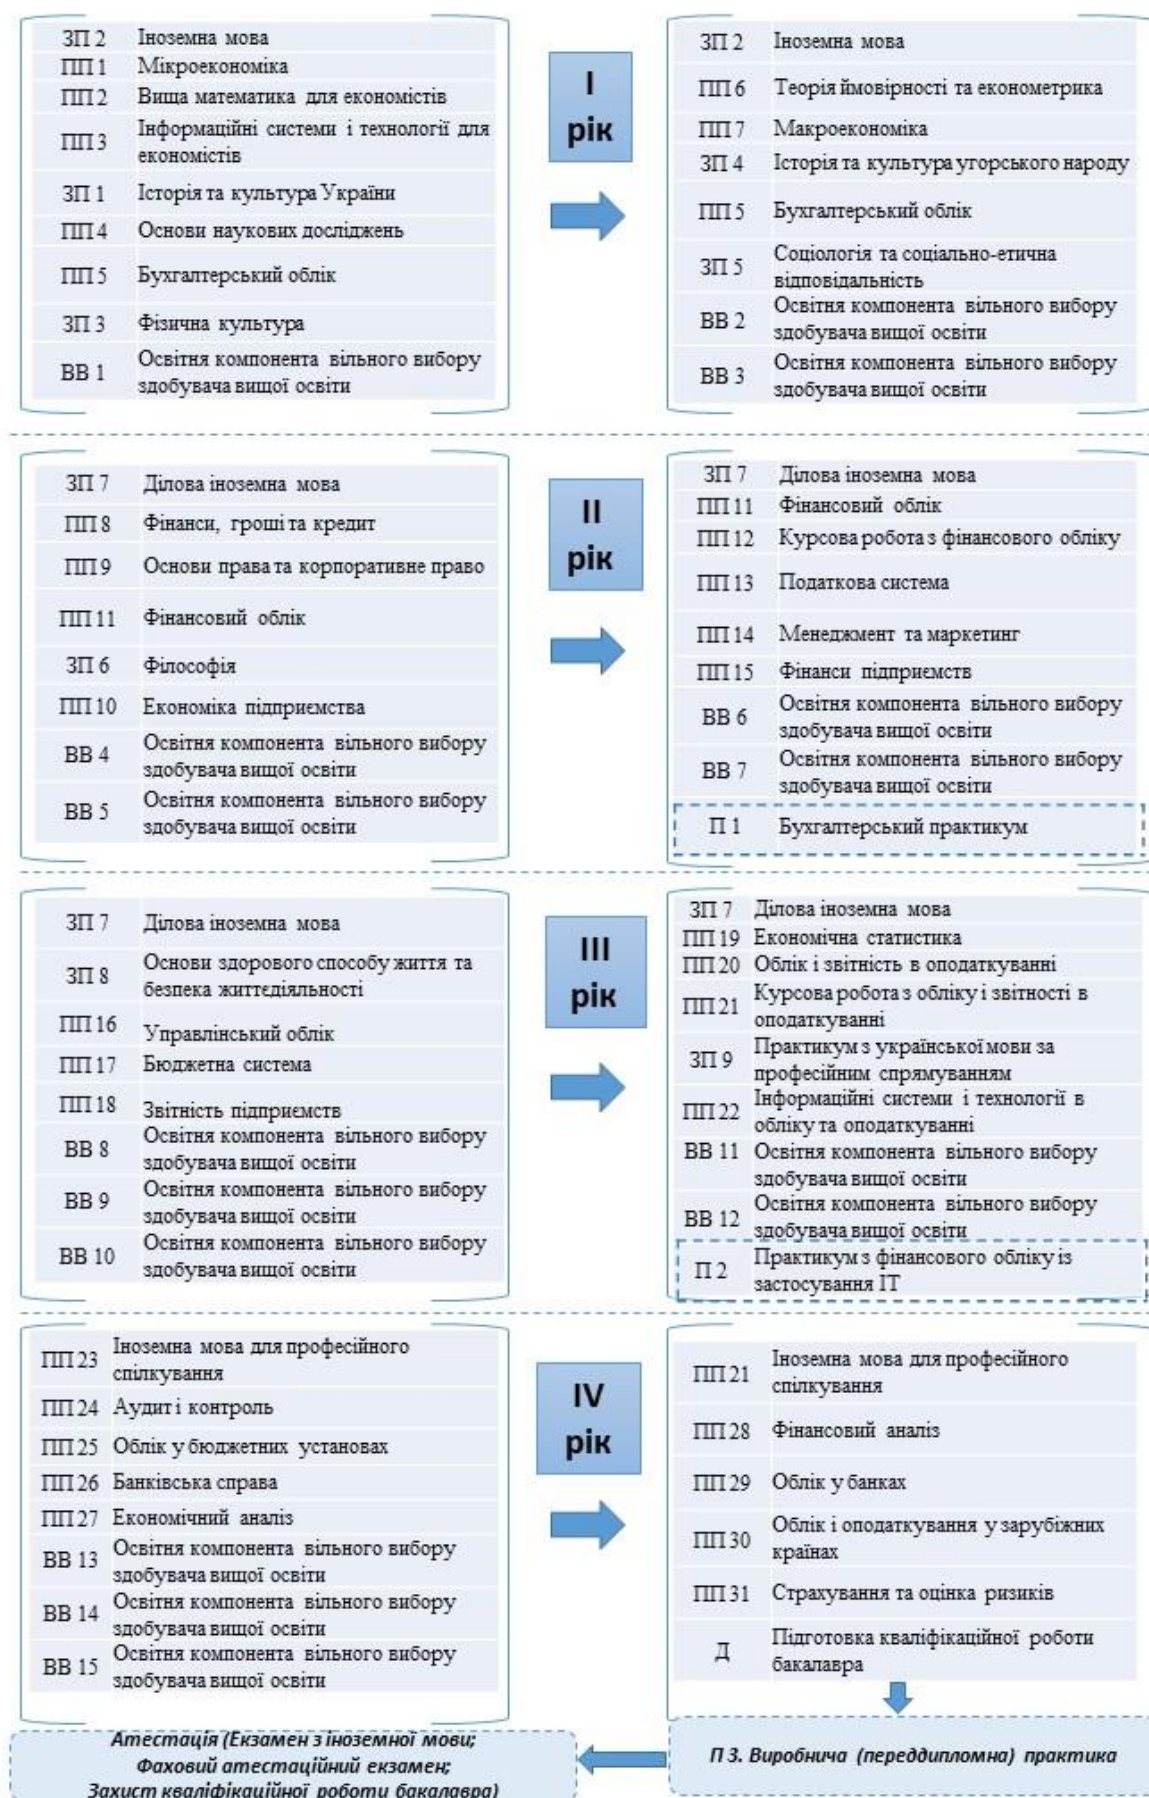 ЗП 2 Іноземна мова
ПП 1 Мікроекономіка
ПП 2 Вища математика для економістів
ПП 3 Інформаційні системи і технології для
економістів
ЗП 1 Історія та культура України
ПП 4 Основи наукових досліджень
ПП 5 Бухгалтерський облік
ЗП 3 Фізична культура
ВВ 1 Освітня компонента вільного вибору
здобувача вищої освіти
І
рік
ЗП 2 Іноземна мова
ПП 6 Теорія ймовірності та економетрика
ПП 7 Макроекономіка
ЗП 4 Історія та культура угорського народу
ПП 5 Бухгалтерський облік
ЗП 5 Соціологія та соціально-етична
відповідальність
ВВ 2 Освітня компонента вільного вибору
здобувача вищої освіти
ВВ 3 Освітня компонента вільного вибору
здобувача вищої освіти
ЗП 7 Ділова іноземна мова
ПП 8 Фінанси, гроші та кредит
ПП 9 Основи права та корпоративне право
ПП 11 Фінансовий облік
ЗП 6 Філософія
ПП 10 Економіка підприємства
ВВ 4 Освітня компонента вільного вибору
здобувача вищої освіти
ВВ 5 Освітня компонента вільного вибору
здобувача вищої освіти
ІІ
рік
ЗП 7 Ділова іноземна мова
ПП 11 Фінансовий облік
ПП 12 Курсова робота з фінансового обліку
ПП 13 Податкова система
ПП 14 Менеджмент та маркетинг
ПП 15 Фінанси підприємств
ВВ 6 Освітня компонента вільного вибору
здобувача вищої освіти
ВВ 7 Освітня компонента вільного вибору
здобувача вищої освіти
П 1 Бухгалтерський практикум
ЗП 7 Ділова іноземна мова
ЗП 8 Основи здорового способу життя та
безпека життєдіяльності
ПП 16 Управлінський облік
ПП 17 Бюджетна система
ПП 18 Звітність підприємств
ВВ 8 Освітня компонента вільного вибору
здобувача вищої освіти
ВВ 9 Освітня компонента вільного вибору
здобувача вищої освіти
ВВ 10 Освітня компонента вільного вибору
здобувача вищої освіти
ІІІ
рік
ЗП 7 Ділова іноземна мова
ПП 19 Економічна статистика
ПП 20 Облік і звітність в оподаткуванні
ПП 21 Курсова робота з обліку і звітності в
оподаткуванні
ЗП 9 Практикум з української мови за
професійним спрямуванням
ПП 22 Інформаційні системи і технології в
обліку та оподаткуванні
ВВ 11 Освітня компонента вільного вибору
здобувача вищої освіти
ВВ 12 Освітня компонента вільного вибору
здобувача вищої освіти
П 2 Практикум з фінансового обліку із
застосування ІТ
ПП 23 Іноземна мова для професійного
спілкування
ПП 24 Аудит і контроль
ПП 25 Облік у бюджетних установах
ПП 26 Банківська справа
ПП 27 Економічний аналіз
ВВ 13 Освітня компонента вільного вибору
здобувача вищої освіти
ВВ 14 Освітня компонента вільного вибору
здобувача вищої освіти
ВВ 15 Освітня компонента вільного вибору
здобувача вищої освіти
IV
рік
ПП 21 Іноземна мова для професійного
спілкування
ПП 28 Фінансовий аналіз
ПП 29 Облік у банках
ПП 30 Облік і оподаткування у зарубіжних
країнах
ПП 31 Страхування та оцінка ризиків
Д Підготовка кваліфікаційної роботи
бакалавра
Атестація (Екзамен з іноземної мови;
Фаховий атестаційний екзамен;
Захист кваліфікаційної роботи бакалавра)
П 3. Виробнича (переддипломна) практика